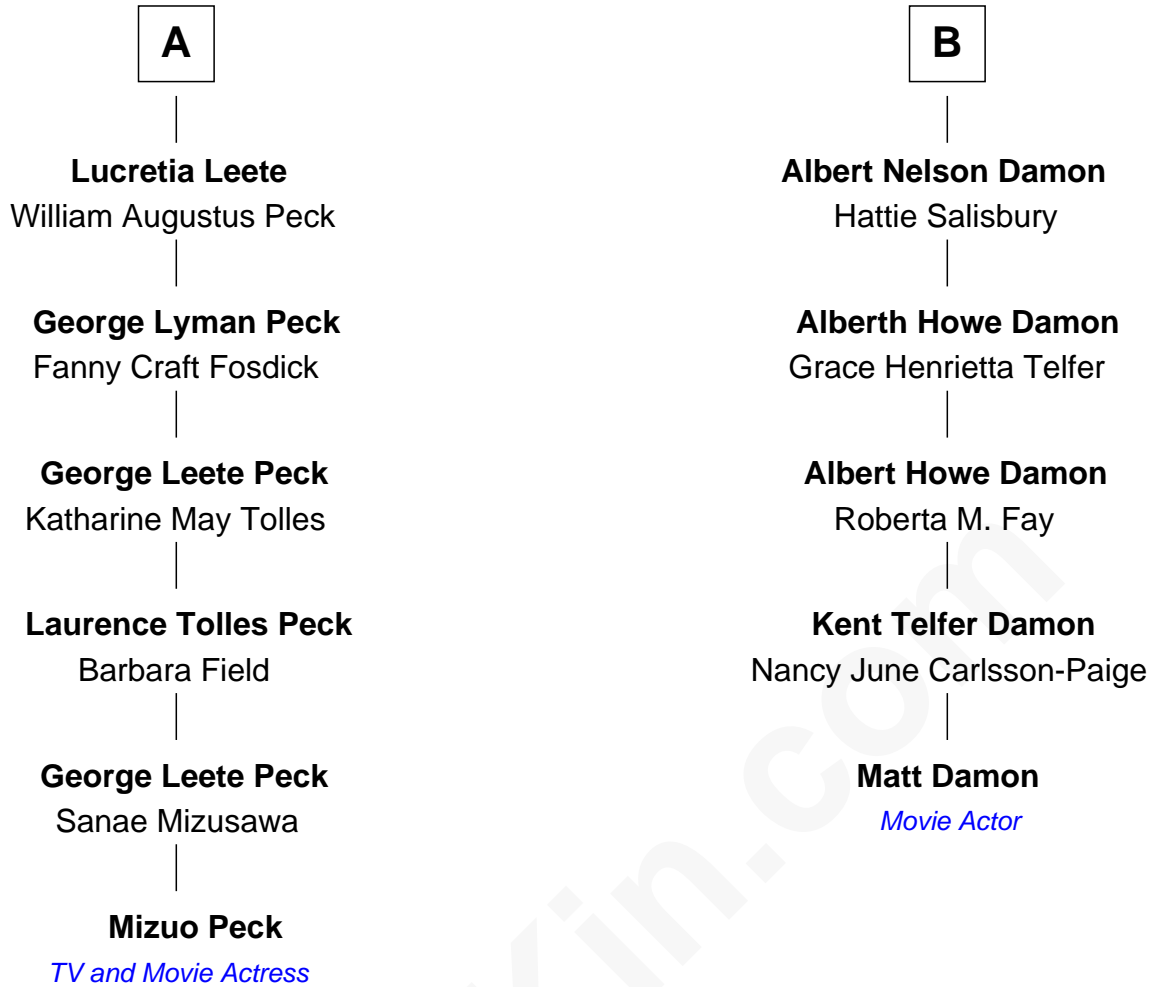 A
Lucretia Leete
William Augustus Peck
George Lyman Peck
Fanny Craft Fosdick
George Leete Peck
Katharine May Tolles
Laurence Tolles Peck
Barbara Field
George Leete Peck
Sanae Mizusawa
Mizuo Peck
TV and Movie Actress
B
Albert Nelson Damon
Hattie Salisbury
Alberth Howe Damon
Grace Henrietta Telfer
Albert Howe Damon
Roberta M. Fay
Kent Telfer Damon
Nancy June Carlsson-Paige
Matt Damon
Movie Actor
Kin.com